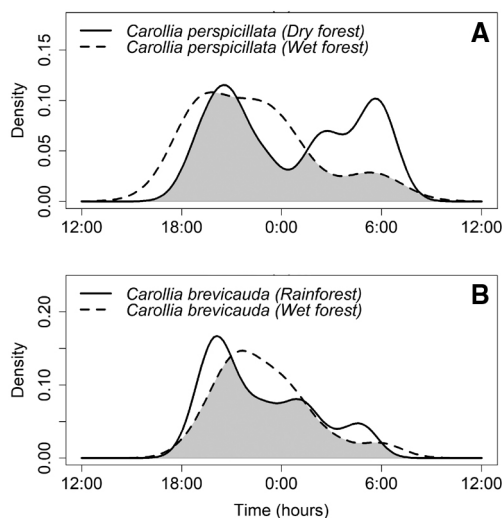 A
Carollia perspicillata (Dry forest)
Carollia perspicillata (Wet forest)
Density
0.15
0.10
0.05
0.00
12:00 18:00 0:00 6:00 12:00
B
Carollia brevicauda (Rainforest)
Carollia brevicauda (Wet forest)
Density
0.20
0.10
0.00
12:00 18:00 0:00 6:00 12:00
Time (hours)